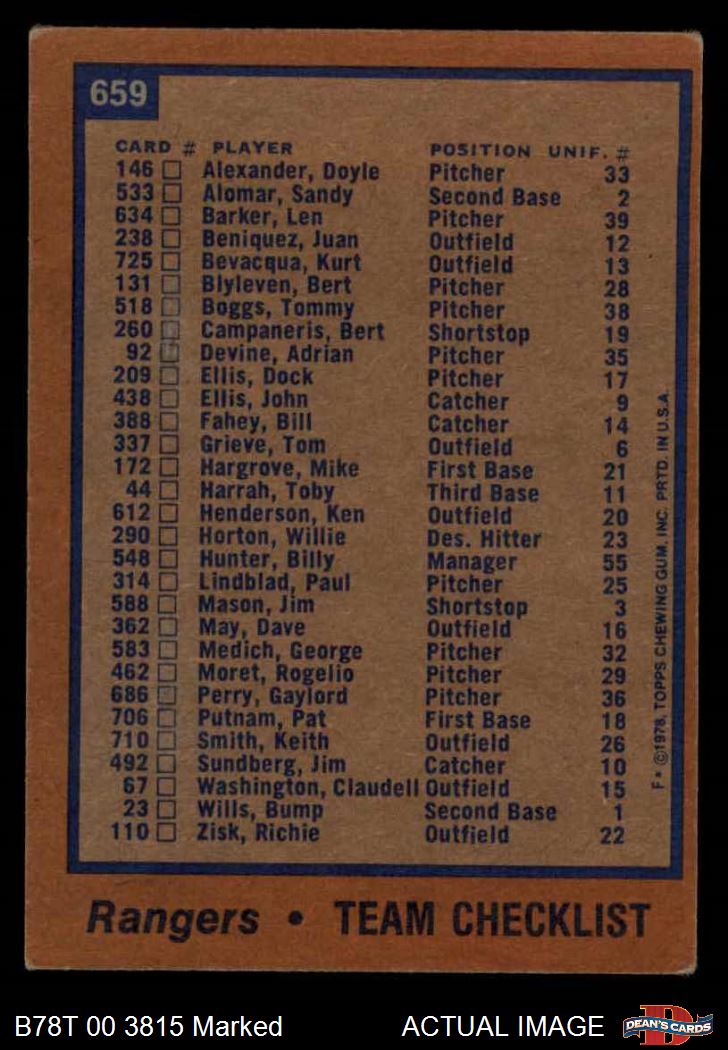 659
CARD # PLAYER POSITION UNIF. #
146 Alexander, Doyle Pitcher 33
533 Alomar, Sandy Second Base 2
634 Barker, Len Pitcher 39
238 Beniquez, Juan Outfield 12
725 Bevacqua, Kurt Outfield 13
131 Blyleven, Bert Pitcher 28
518 Boggs, Tommy Pitcher 38
260 Campaneris, Bert Shortstop 19
92 Devine, Adrian Pitcher 35
209 Ellis, Dock Pitcher 17
438 Ellis, John Catcher 9
388 Fahey, Bill Catcher 14
337 Grieve, Tom Outfield 6
172 Hargrove, Mike First Base 21
44 Harrah, Toby Third Base 11
612 Henderson, Ken Outfield 20
290 Horton, Willie Des. Hitter 23
548 Hunter, Billy Manager 55
314 Lindblad, Paul Pitcher 25
588 Mason, Jim Shortstop 3
362 May, Dave Outfield 16
583 Medich, George Pitcher 32
462 Moret, Rogelio Pitcher 29
686 Perry, Gaylord Pitcher 36
706 Putnam, Pat First Base 18
710 Smith, Keith Outfield 26
492 Sundberg, Jim Catcher 10
67 Washington, Claudell Outfield 15
23 Wills, Bump Second Base 1
110 Zisk, Richie Outfield 22
F* ©1978, TOPPS CHEWING GUM, INC. PRTD. IN U.S.A.
Rangers • TEAM CHECKLIST
B78T 00 3815 Marked ACTUAL IMAGE
D
DEAN'S CARDS